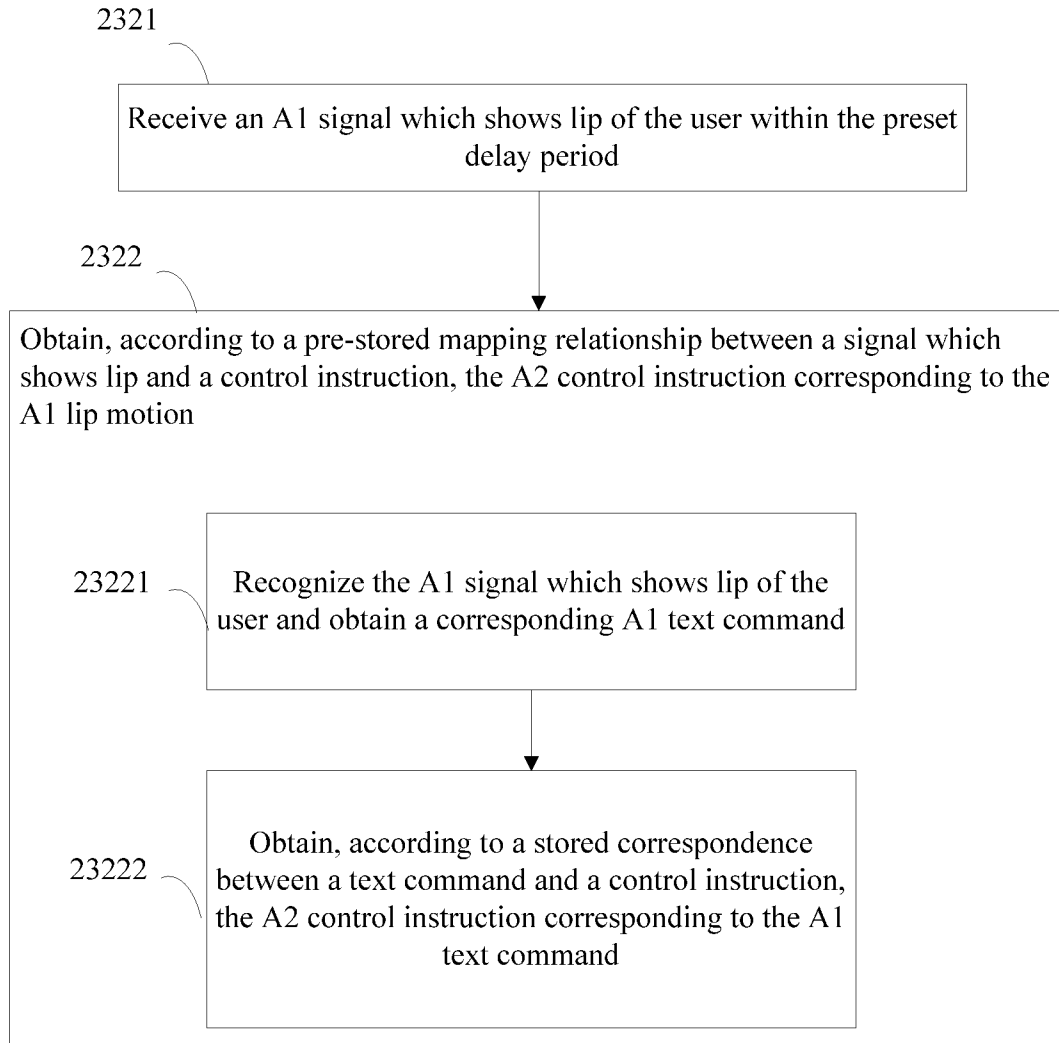 2321
Receive an A1 signal which shows lip of the user within the preset
delay period
2322
Obtain, according to a pre-stored mapping relationship between a signal which
shows lip and a control instruction, the A2 control instruction corresponding to the
A1 lip motion
23221
Recognize the A1 signal which shows lip of the
user and obtain a corresponding A1 text command
23222
Obtain, according to a stored correspondence
between a text command and a control instruction,
the A2 control instruction corresponding to the A1
text command